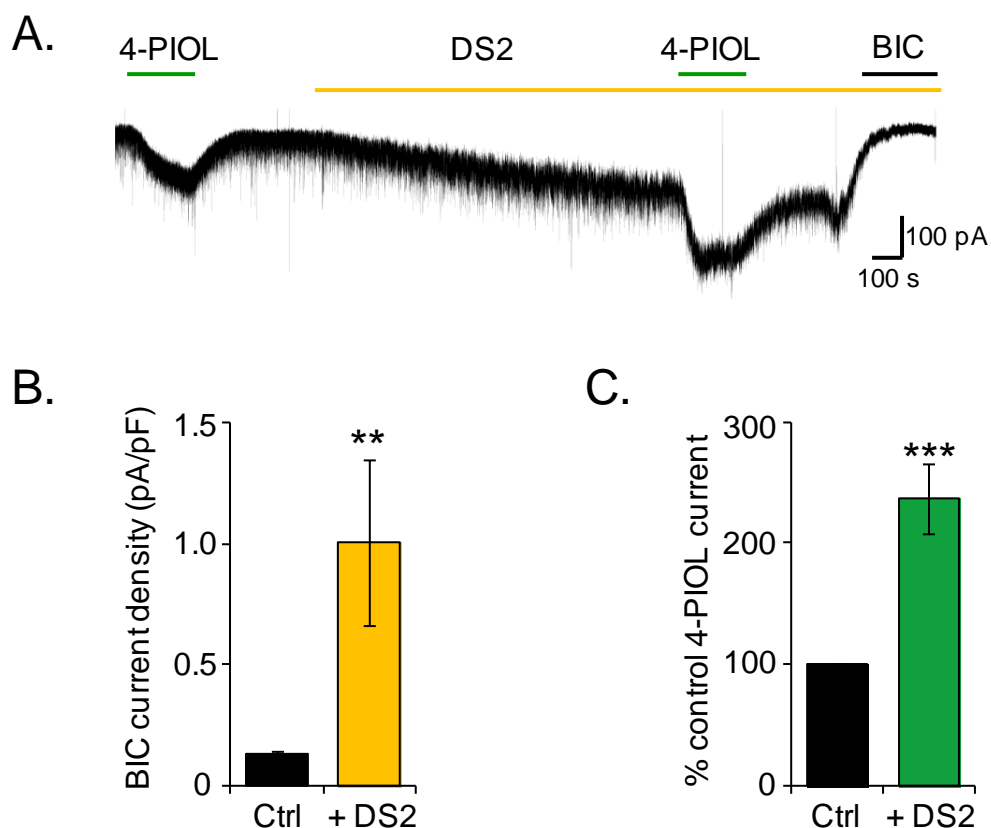 A.
4-PIOL
DS2
4-PIOL
BIC
100 pA
100 s
B.
BIC current density (pA/pF)
1.5
1.0
0.5
0
**
Ctrl
+ DS2
C.
% control 4-PIOL current
300
200
100
0
***
Ctrl
+ DS2